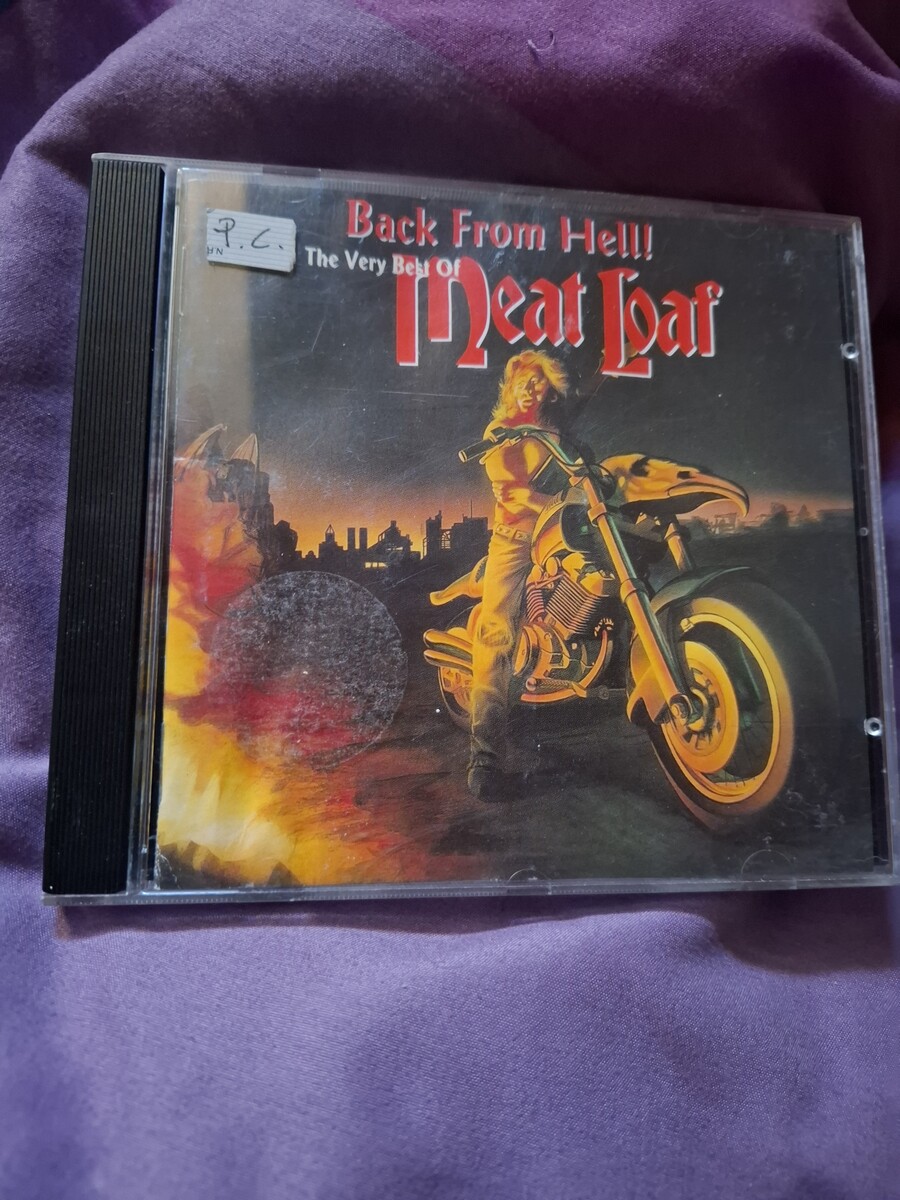 Back From Hell!
P. C.
The Very Best Of
Meat Loaf